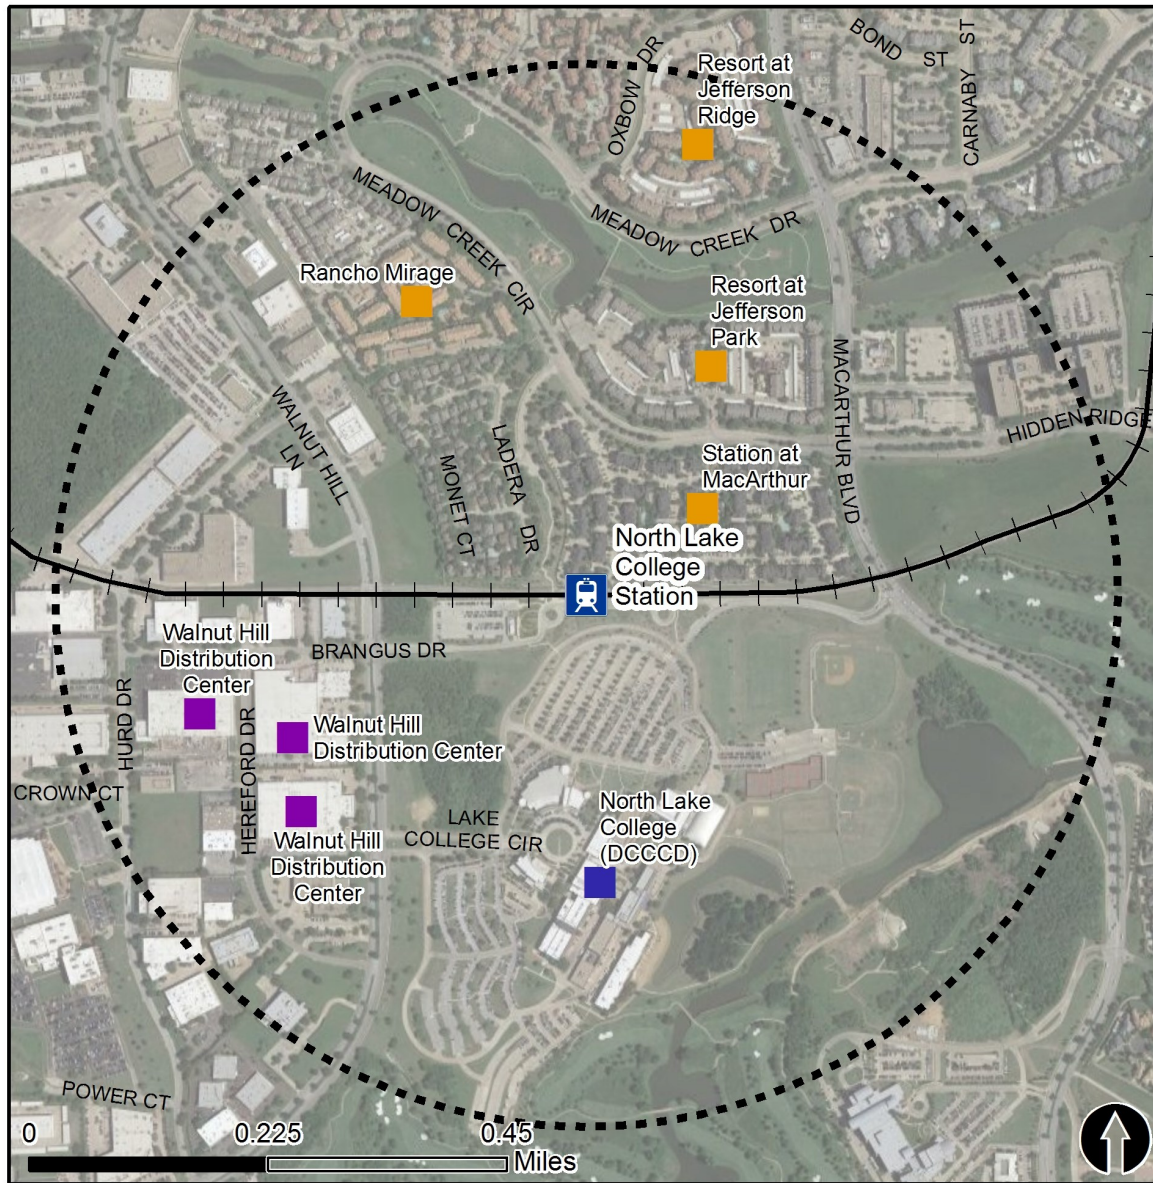 BOND ST
CARNABY ST
OXBOW DR
Resort at
Jefferson
Ridge
MEADOW CREEK CIR
MEADOW CREEK DR
Rancho Mirage
Resort at
Jefferson
Park
WALNUT HILL
LN
MACARTHUR BLVD
HIDDEN RIDGE
LADERA DR
MONET CT
Station at
MacArthur
North Lake
College
Station
Walnut Hill
Distribution
Center
BRANGUS DR
HURD DR
HEREFORD DR
Walnut Hill
Distribution Center
CROWN CT
Walnut Hill
Distribution
Center
LAKE
COLLEGE CIR
North Lake
College
(DCCCD)
POWER CT
0 0.225 0.45
Miles